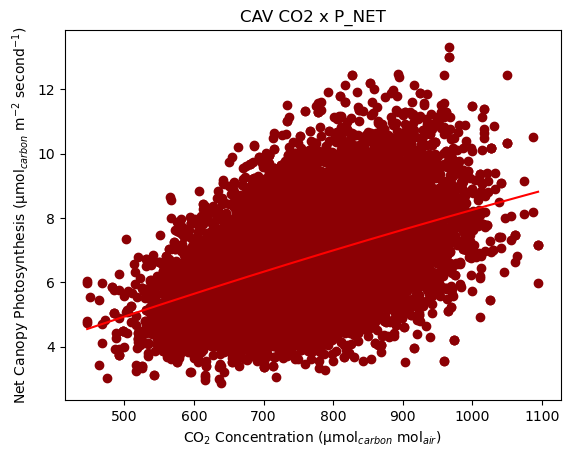 CAV CO2 x P_NET
Net Canopy Photosynthesis (μmol_carbon m⁻² second⁻¹)
12
10
8
6
4
500 600 700 800 900 1000 1100
CO₂ Concentration (μmol_carbon mol_air)